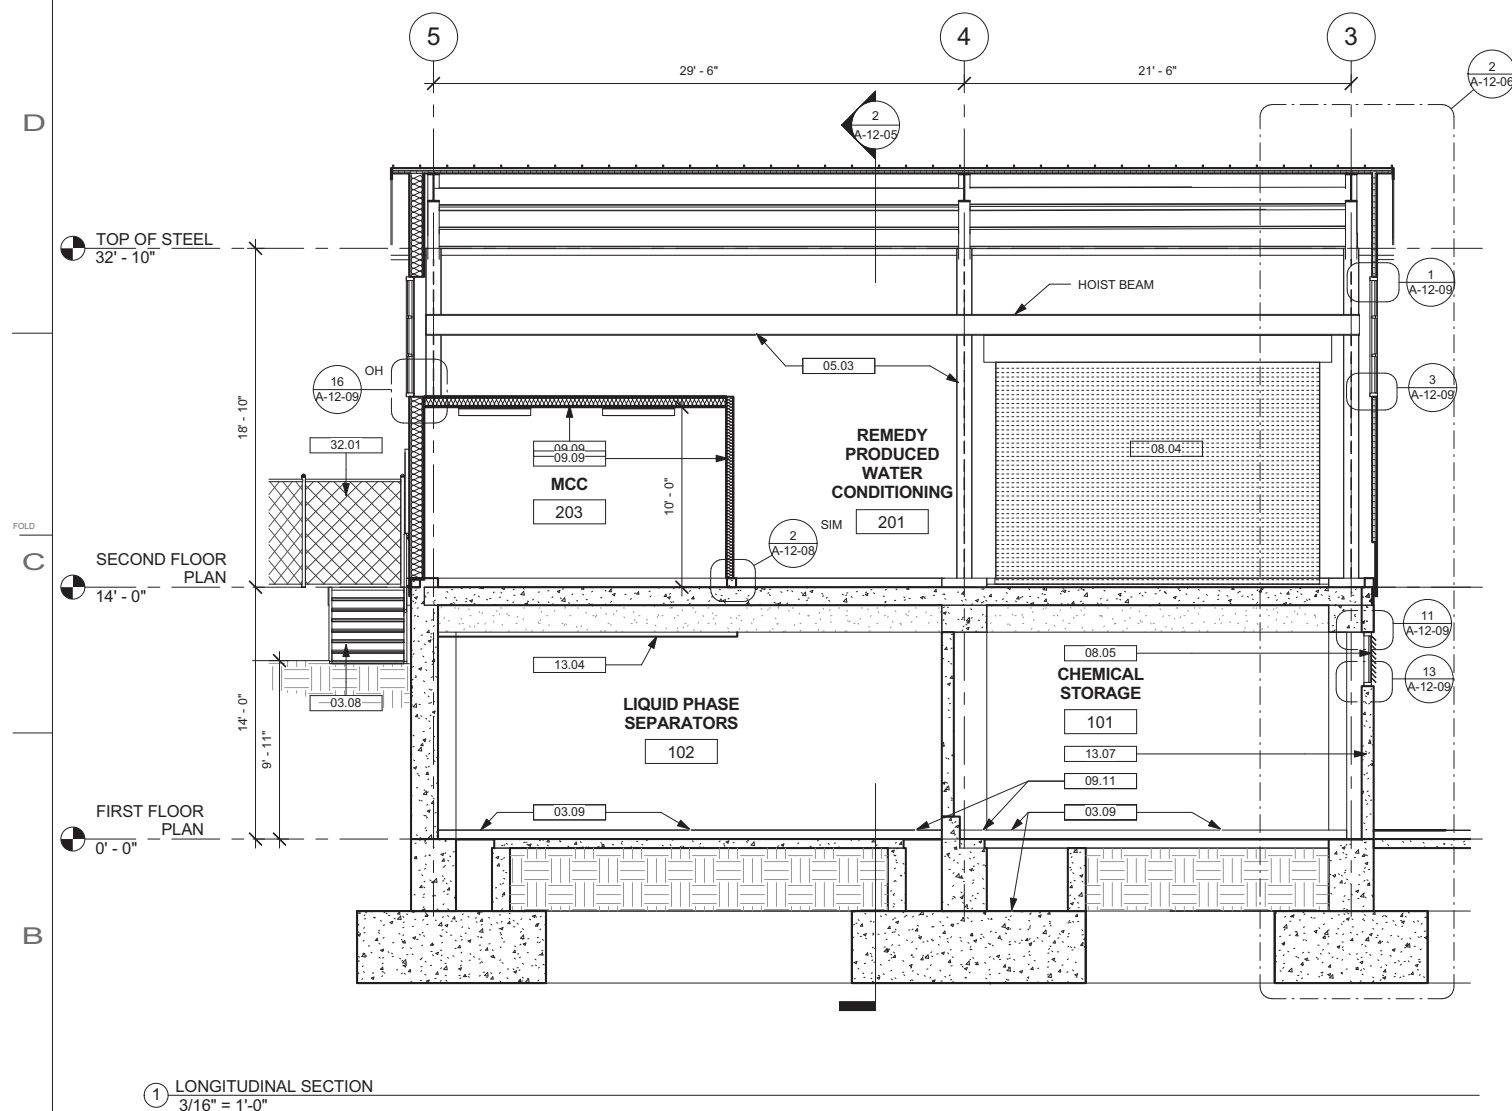 5
4
3
29' - 6"
21' - 6"
2
A-12-06
D
2
A-12-05
TOP OF STEEL
32' - 10"
1
A-12-09
HOIST BEAM
05.03
16
A-12-09
OH
3
A-12-09
18' - 10"
32.01
09.09
09.09
MCC
203
10' - 0"
REMEDY
PRODUCED
WATER
CONDITIONING
201
08.04
FOLD
C
2
A-12-08
SIM
SECOND FLOOR
PLAN
14' - 0"
11
A-12-09
13.04
08.05
13
A-12-09
03.08
LIQUID PHASE
SEPARATORS
102
CHEMICAL
STORAGE
101
14' - 0"
9' - 11"
13.07
09.11
FIRST FLOOR
PLAN
0' - 0"
03.09
03.09
B
1
LONGITUDINAL SECTION
3/16" = 1'-0"